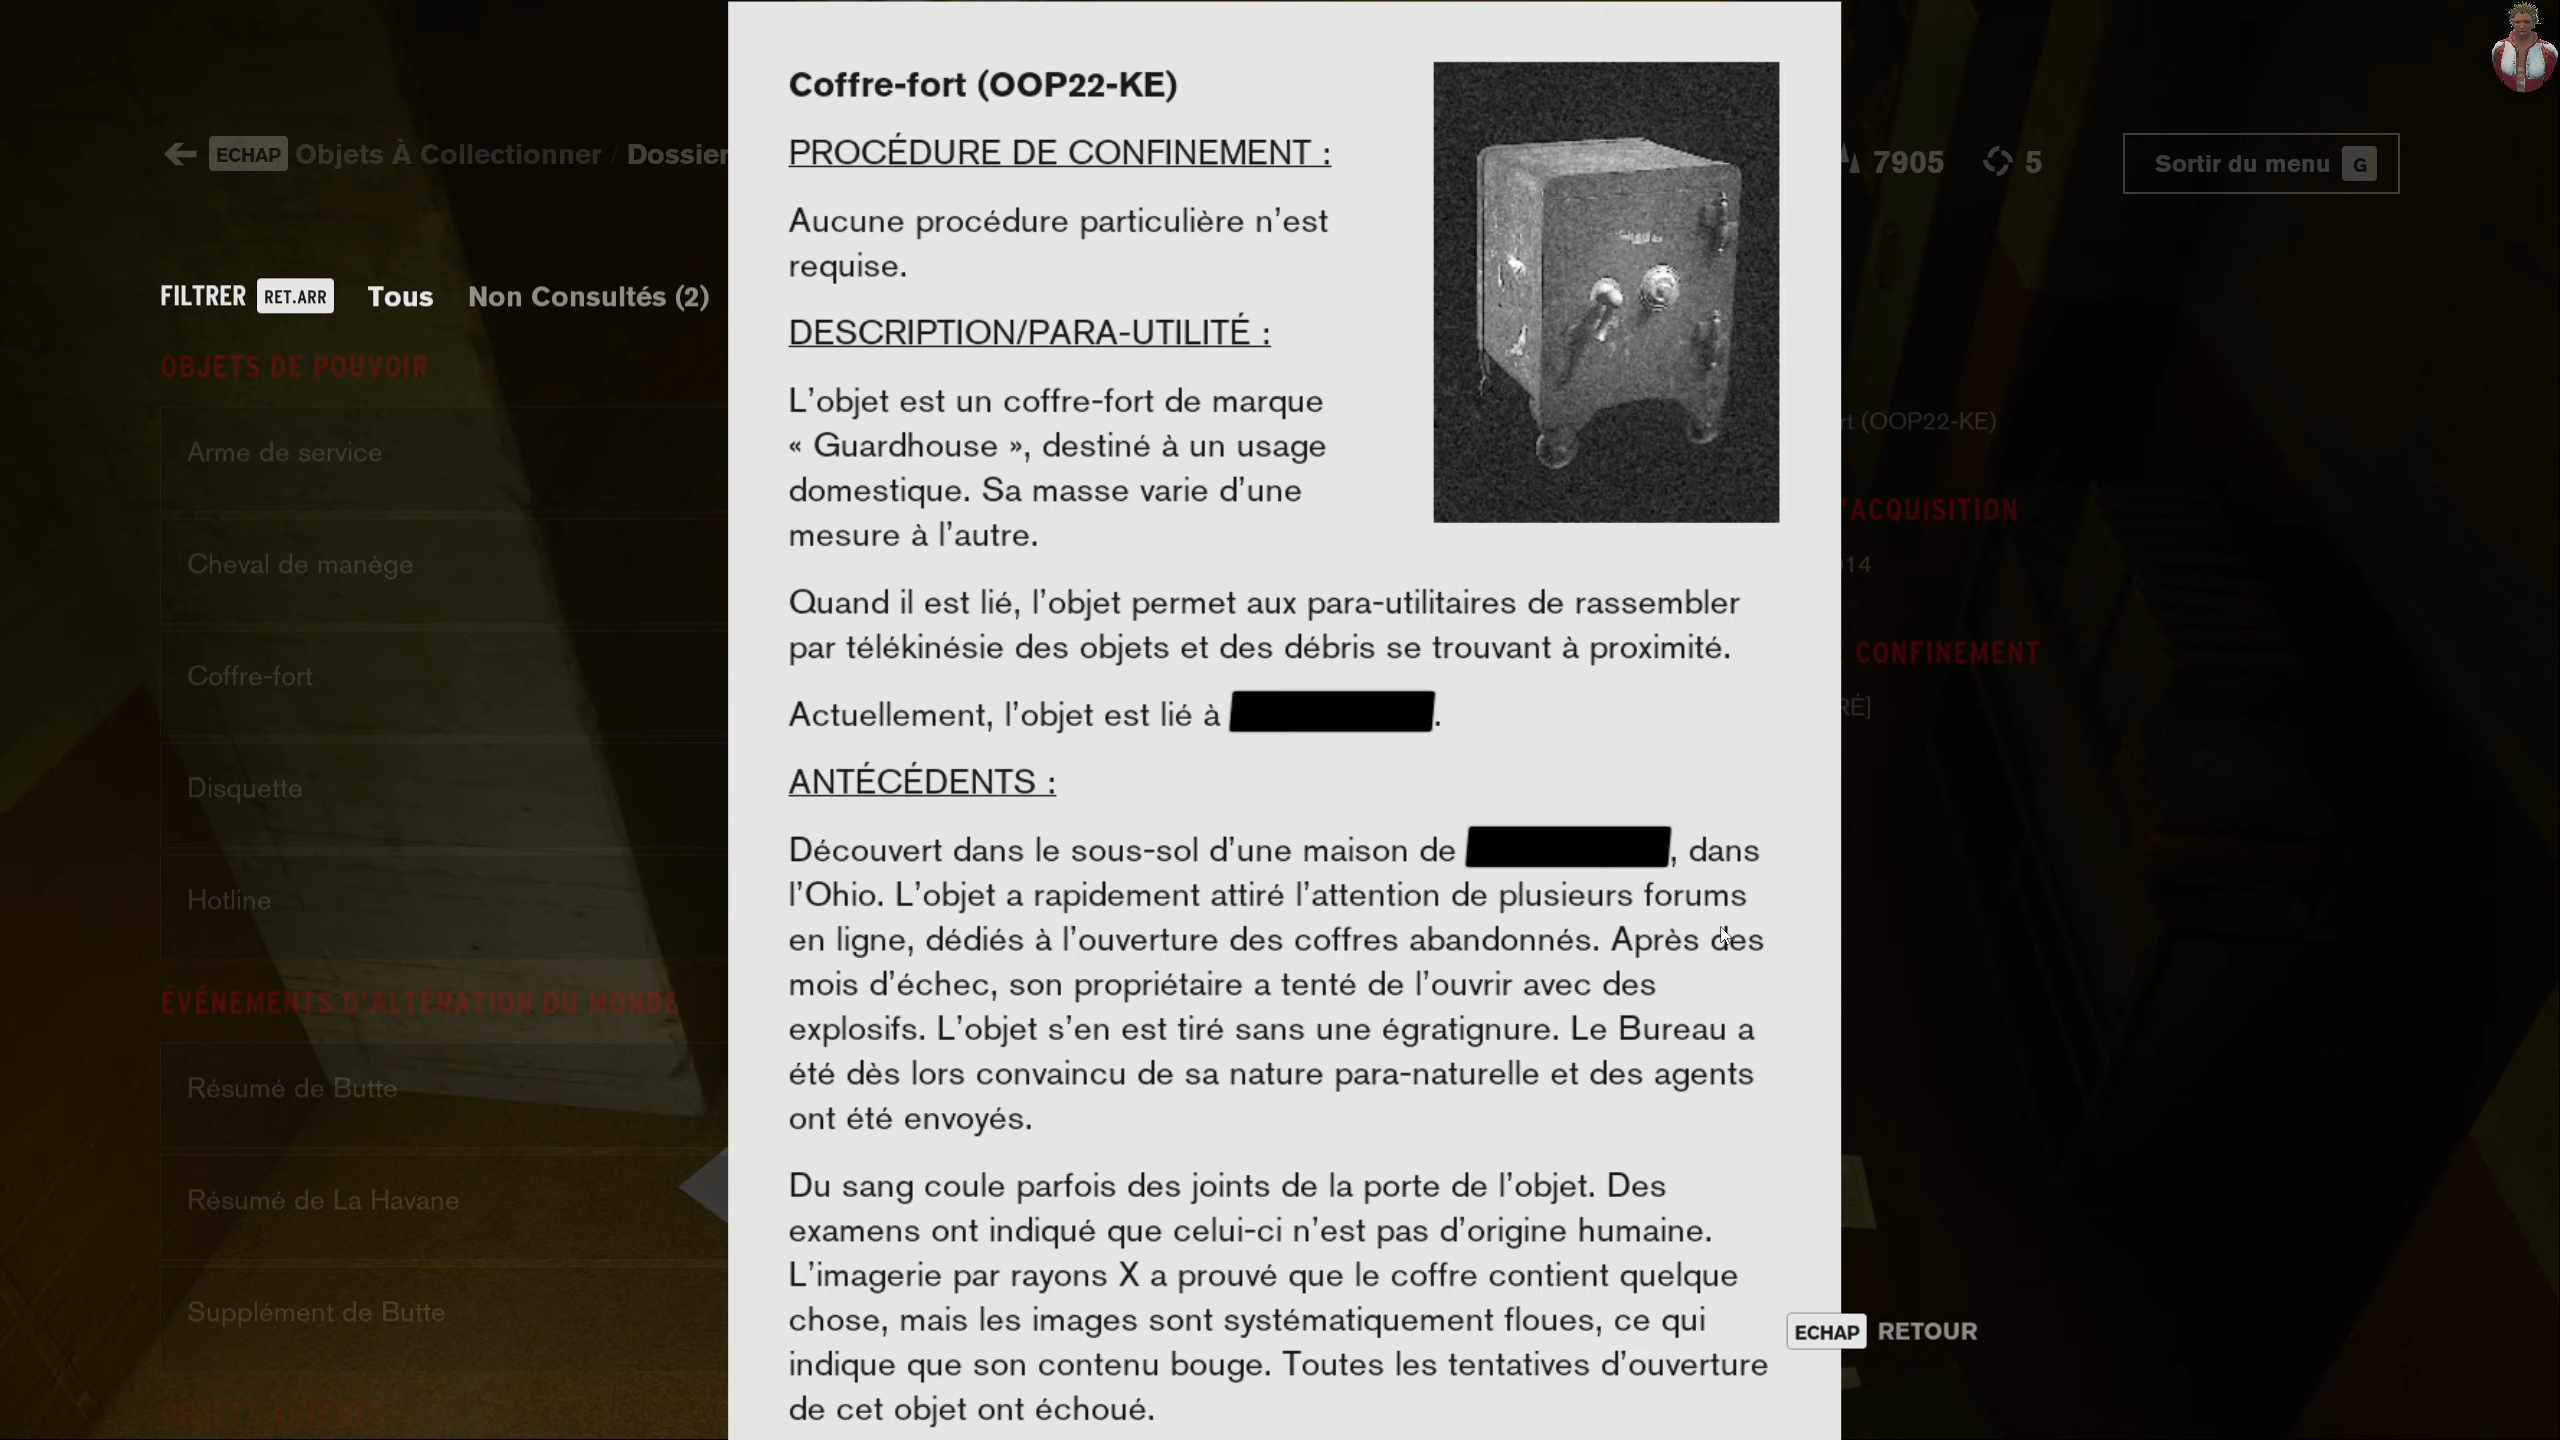 ← ECHAP Objets À Collectionner / Dossier
7905 5
Sortir du menu G
FILTRER RET.ARR Tous Non Consultés (2)
OBJETS DE POUVOIR
Arme de service
Cheval de manège
Coffre-fort
Disquette
Hotline
ÉVÉNEMENTS D'ALTÉRATION DU MONDE
Résumé de Butte
Résumé de La Havane
Supplément de Butte
OBJETS ALTÉRÉS
Coffre-fort (OOP22-KE)
PROCÉDURE DE CONFINEMENT :
Aucune procédure particulière n’est
requise.
DESCRIPTION/PARA-UTILITÉ :
L’objet est un coffre-fort de marque
« Guardhouse », destiné à un usage
domestique. Sa masse varie d’une
mesure à l’autre.
Quand il est lié, l’objet permet aux para-utilitaires de rassembler
par télékinésie des objets et des débris se trouvant à proximité.
Actuellement, l’objet est lié à .
ANTÉCÉDENTS :
Découvert dans le sous-sol d’une maison de , dans
l’Ohio. L’objet a rapidement attiré l’attention de plusieurs forums
en ligne, dédiés à l’ouverture des coffres abandonnés. Après des
mois d’échec, son propriétaire a tenté de l’ouvrir avec des
explosifs. L’objet s’en est tiré sans une égratignure. Le Bureau a
été dès lors convaincu de sa nature para-naturelle et des agents
ont été envoyés.
Du sang coule parfois des joints de la porte de l’objet. Des
examens ont indiqué que celui-ci n’est pas d’origine humaine.
L’imagerie par rayons X a prouvé que le coffre contient quelque
chose, mais les images sont systématiquement floues, ce qui
indique que son contenu bouge. Toutes les tentatives d’ouverture
de cet objet ont échoué.
rt (OOP22-KE)
'ACQUISITION
14
CONFINEMENT
RÉ]
ECHAP RETOUR